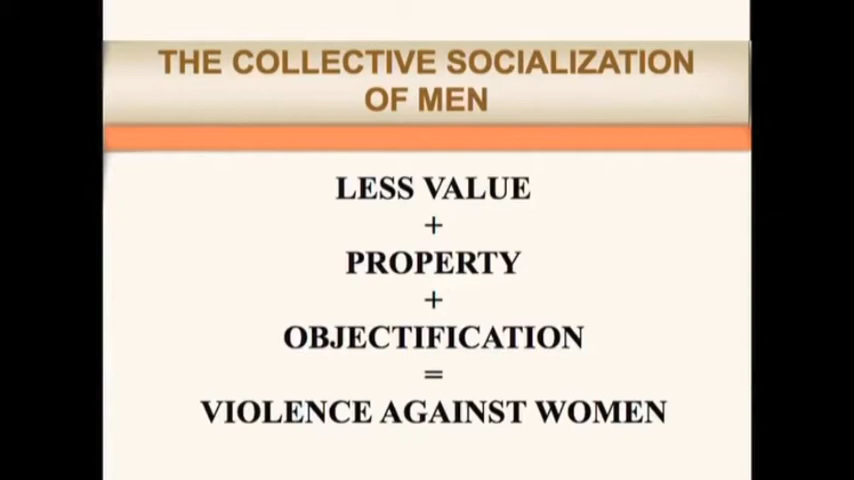 THE COLLECTIVE SOCIALIZATION
OF MEN
LESS VALUE
+
PROPERTY
+
OBJECTIFICATION
=
VIOLENCE AGAINST WOMEN